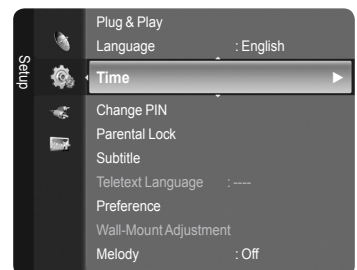 Setup
Plug & Play
Language : English
Time
Change PIN
Parental Lock
Subtitle
Teletext Language : ----
Preference
Wall-Mount Adjustment
Melody : Off